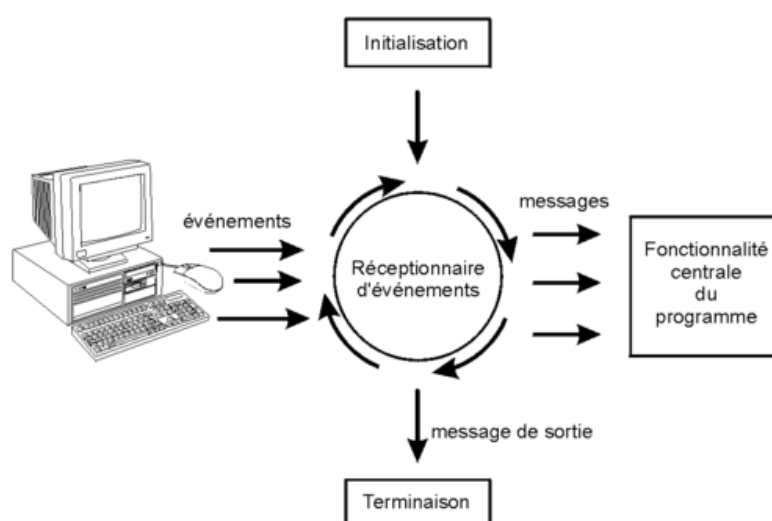 Initialisation
événements
messages
Réceptionnaire
d'événements
Fonctionnalité
centrale
du
programme
message de sortie
Terminaison